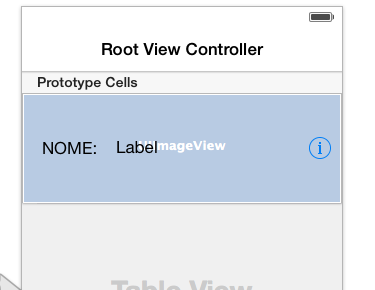 Root View Controller
Prototype Cells
NOME: Label ImageView
Table View